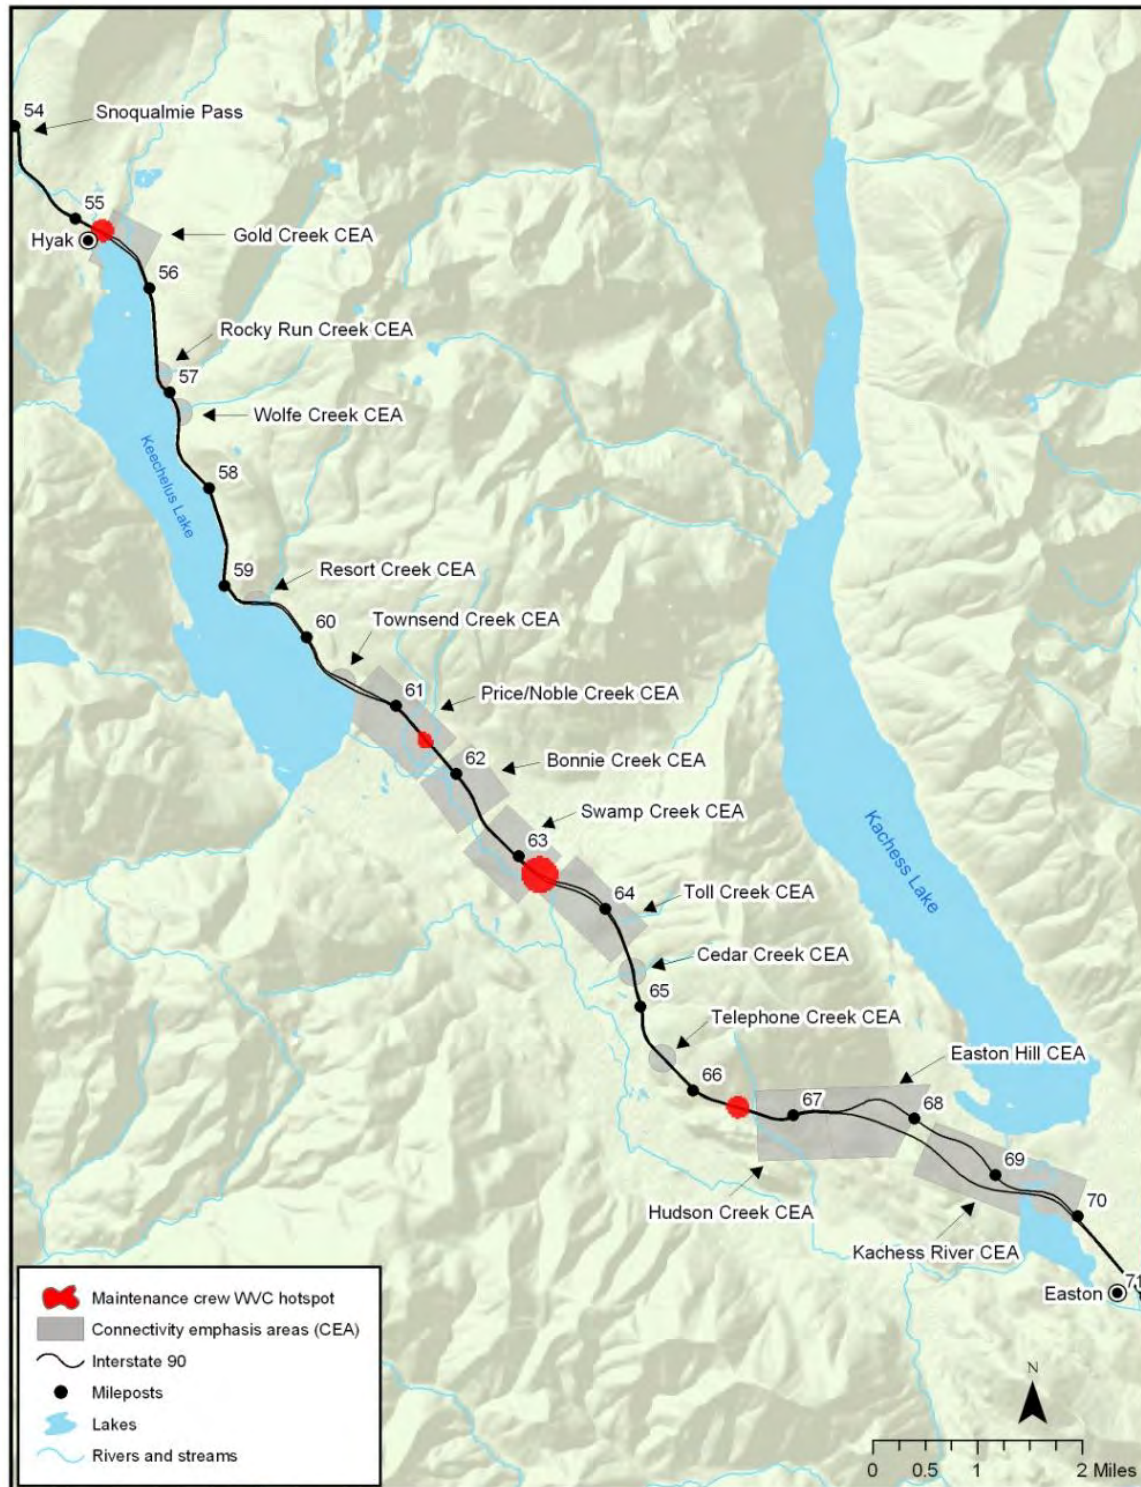 54
Snoqualmie Pass
55
Hyak
Gold Creek CEA
56
Rocky Run Creek CEA
57
Wolfe Creek CEA
Keechelus Lake
58
59
Resort Creek CEA
60
Townsend Creek CEA
61
Price/Noble Creek CEA
62
Bonnie Creek CEA
Swamp Creek CEA
63
Kachess Lake
64
Toll Creek CEA
Cedar Creek CEA
65
Telephone Creek CEA
Easton Hill CEA
66
67
68
69
Hudson Creek CEA
70
Kachess River CEA
71
Easton
Maintenance crew WVC hotspot
Connectivity emphasis areas (CEA)
Interstate 90
Mileposts
Lakes
Rivers and streams
N
0 0.5 1 2 Miles